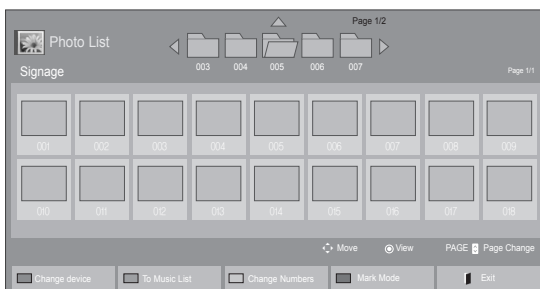 Page 1/2
Photo List
003 004 005 006 007
Signage
Page 1/1
001 002 003 004 005 006 007 008 009
010 011 012 013 014 015 016 017 018
Move View PAGE Page Change
Change device To Music List Change Numbers Mark Mode Exit